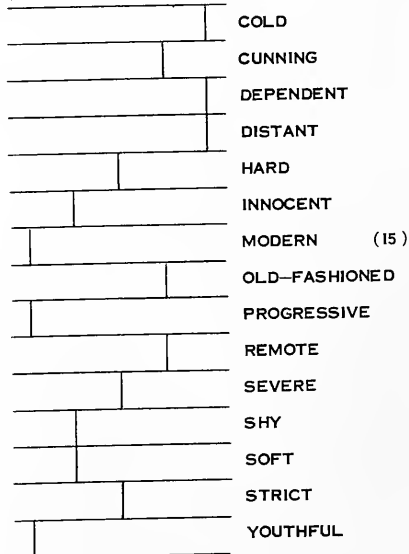 COLD
CUNNING
DEPENDENT
DISTANT
HARD
INNOCENT
MODERN (15)
OLD-FASHIONED
PROGRESSIVE
REMOTE
SEVERE
SHY
SOFT
STRICT
YOUTHFUL